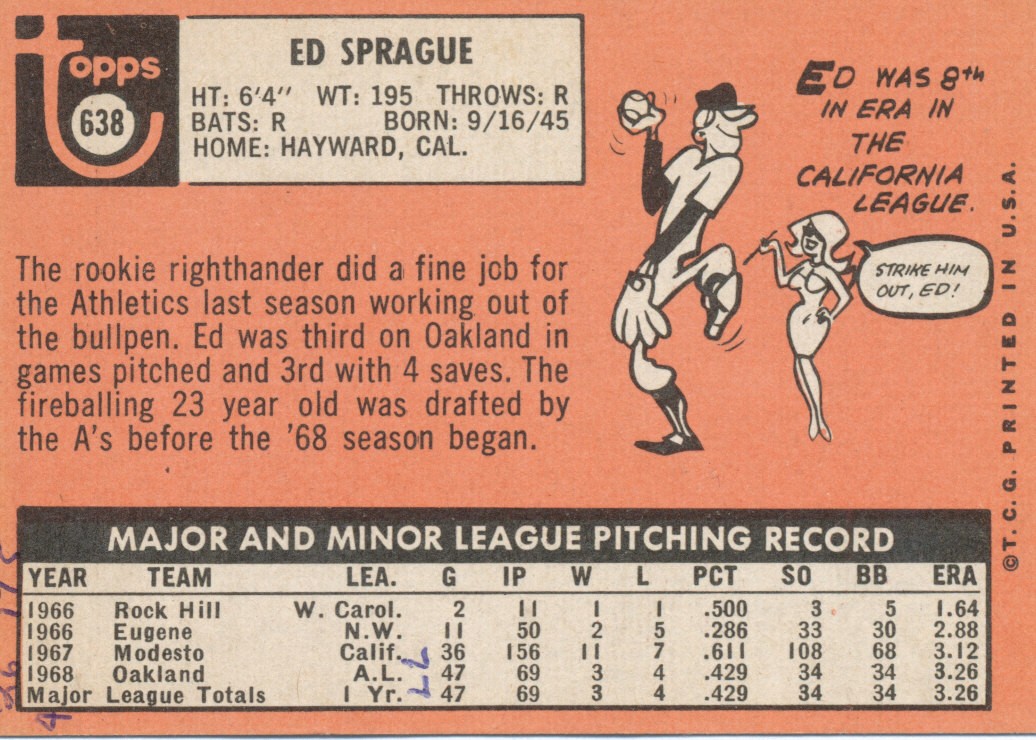 topps
638
ED SPRAGUE
HT: 6'4" WT: 195 THROWS: R
BATS: R BORN: 9/16/45
HOME: HAYWARD, CAL.
ED WAS 8th
IN ERA IN
THE
CALIFORNIA
LEAGUE.
STRIKE HIM
OUT, ED!
The rookie righthander did a fine job for
the Athletics last season working out of
the bullpen. Ed was third on Oakland in
games pitched and 3rd with 4 saves. The
fireballing 23 year old was drafted by
the A's before the '68 season began.
©T.C.G. PRINTED IN U.S.A.
MAJOR AND MINOR LEAGUE PITCHING RECORD
YEAR TEAM LEA. G IP W L PCT SO BB ERA
1966 Rock Hill W. Carol. 2 11 1 1 .500 3 5 1.64
1966 Eugene N.W. 11 50 2 5 .286 33 30 2.88
1967 Modesto Calif. 36 156 11 7 .611 108 68 3.12
1968 Oakland A.L. 47 69 3 4 .429 34 34 3.26
Major League Totals 1 Yr. 47 69 3 4 .429 34 34 3.26